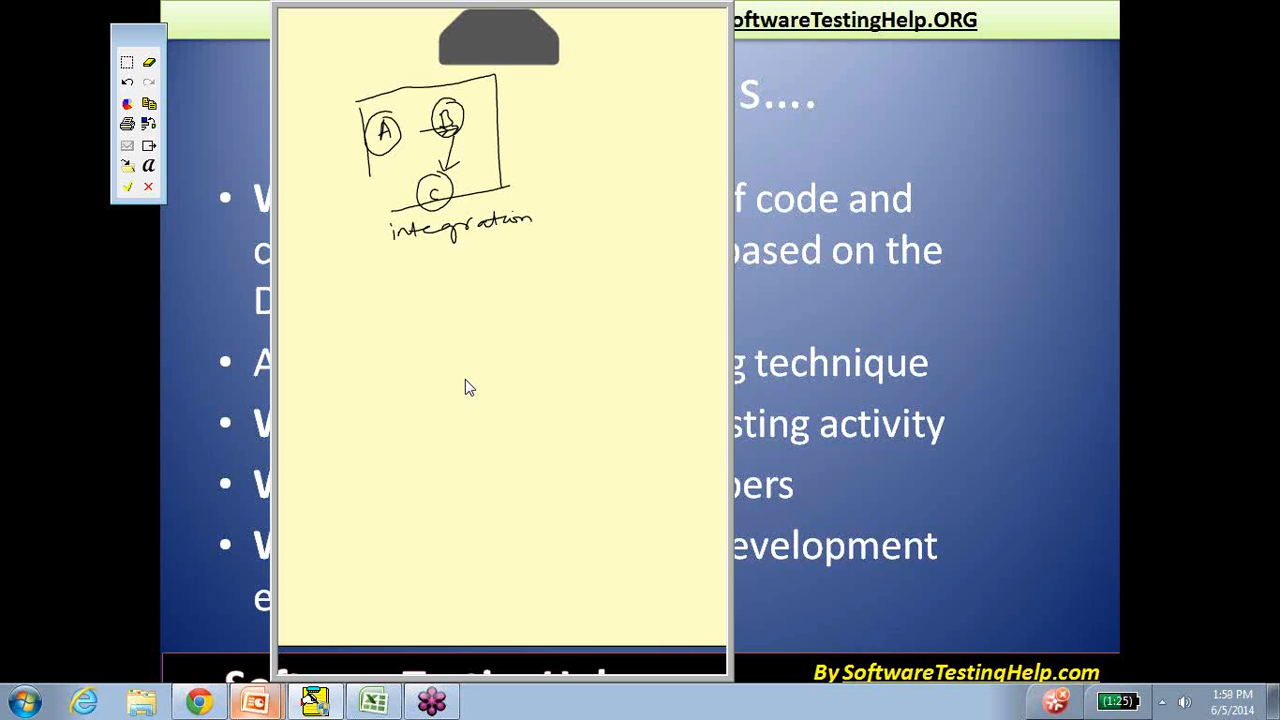 oftwareTestingHelp.ORG
s....
A
B
C
integration
f code and
ased on the
D
A
g technique
sting activity
pers
evelopment
e
By SoftwareTestingHelp.com
a
(1:25)
1:58 PM
6/5/2014